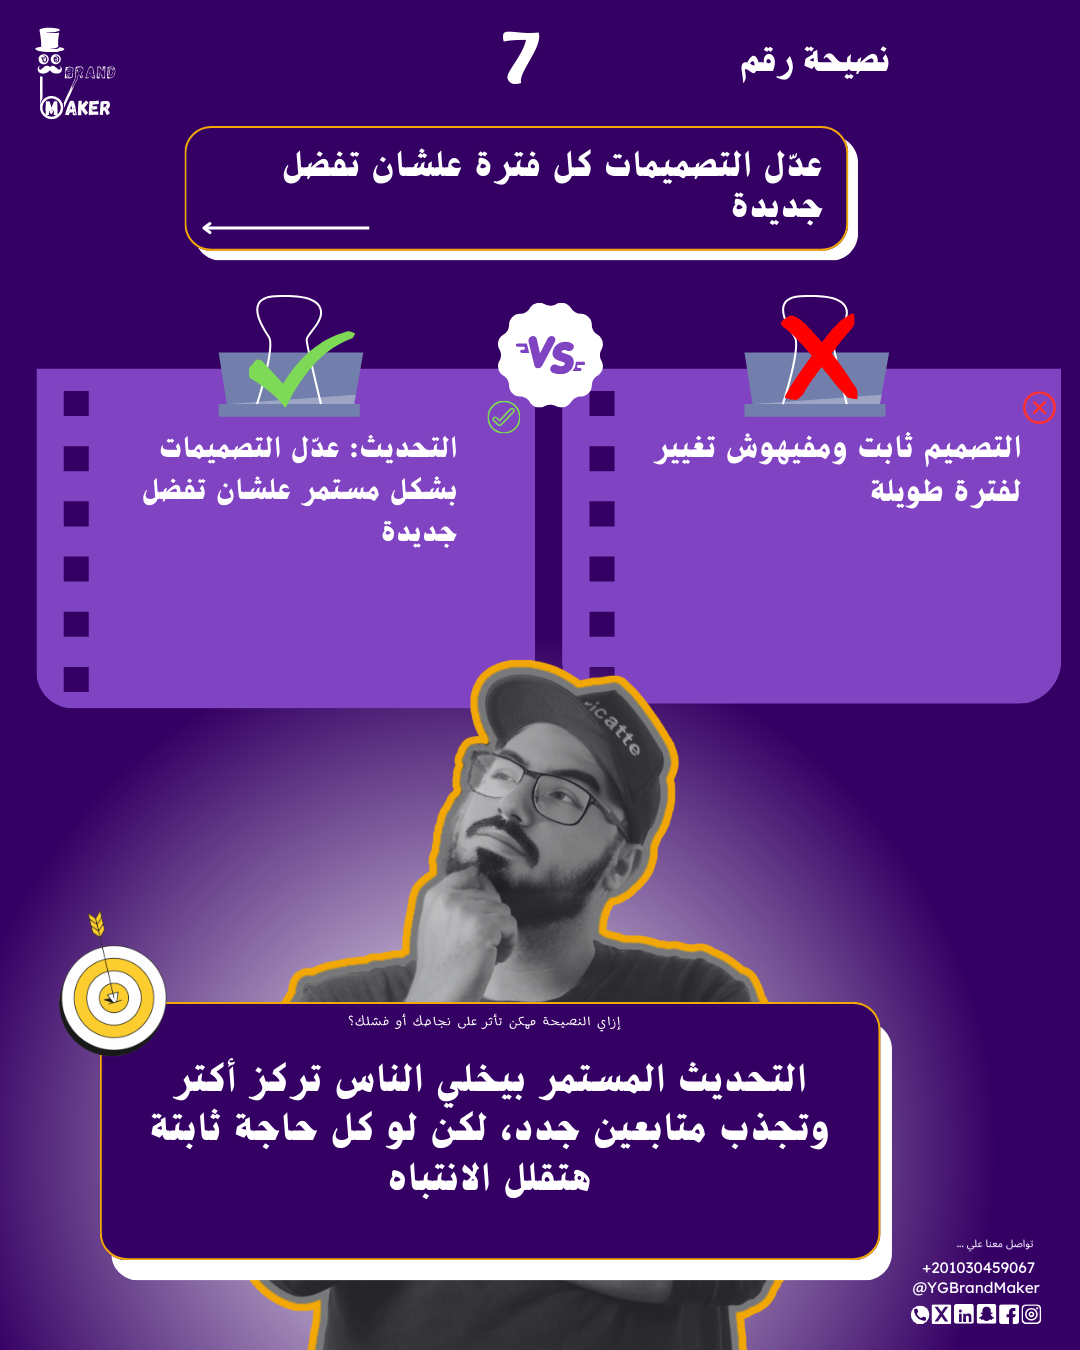 BRAND
MAKER
نصيحة رقم 7
عدّل التصميمات كل فترة علشان تفضل
جديدة
VS
التصميم ثابت ومفيهوش تغيير
لفترة طويلة
التحديث: عدّل التصميمات
بشكل مستمر علشان تفضل
جديدة
icatte
إزاي النصيحة ممكن تأثر على نجاحك أو فشلك؟
التحديث المستمر بيخلي الناس تركز أكتر
وتجذب متابعين جدد، لكن لو كل حاجة ثابتة
هتقلل الانتباه
تواصل معنا علي ...
+201030459067
@YGBrandMaker